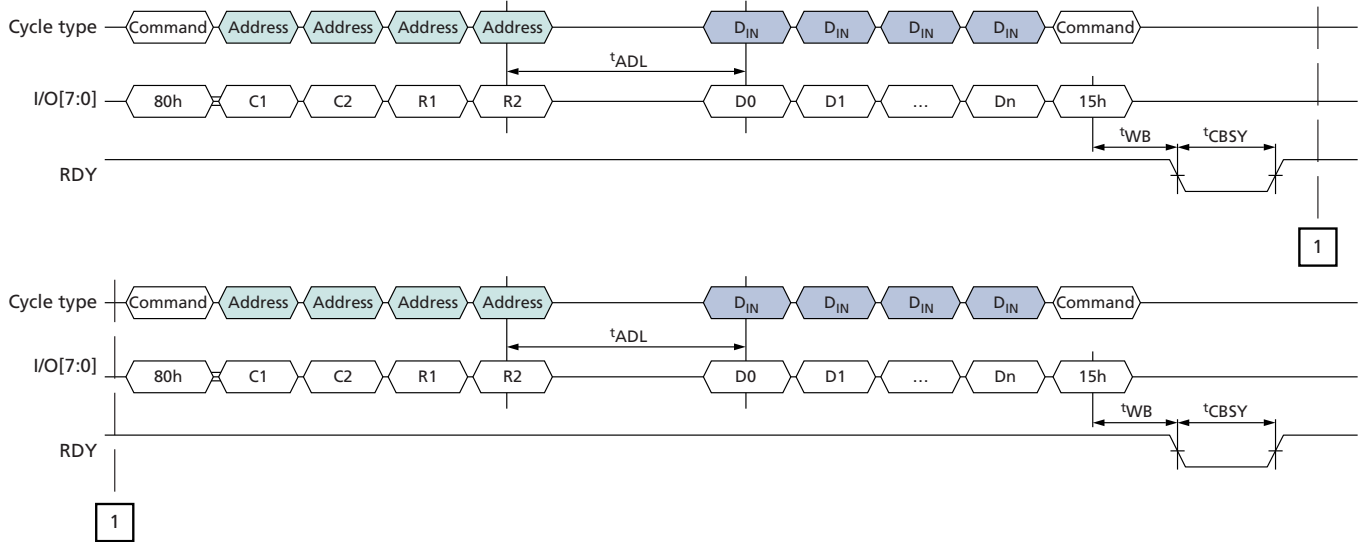 Cycle type Command Address Address Address Address DIN DIN DIN DIN Command
tADL
I/O[7:0] 80h C1 C2 R1 R2 D0 D1 … Dn 15h
tWB tCBSY
RDY
1
Cycle type Command Address Address Address Address DIN DIN DIN DIN Command
tADL
I/O[7:0] 80h C1 C2 R1 R2 D0 D1 … Dn 15h
tWB tCBSY
RDY
1